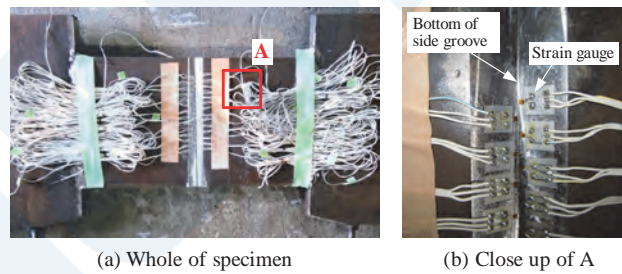 A
Bottom of
side groove
Strain gauge
(a) Whole of specimen
(b) Close up of A